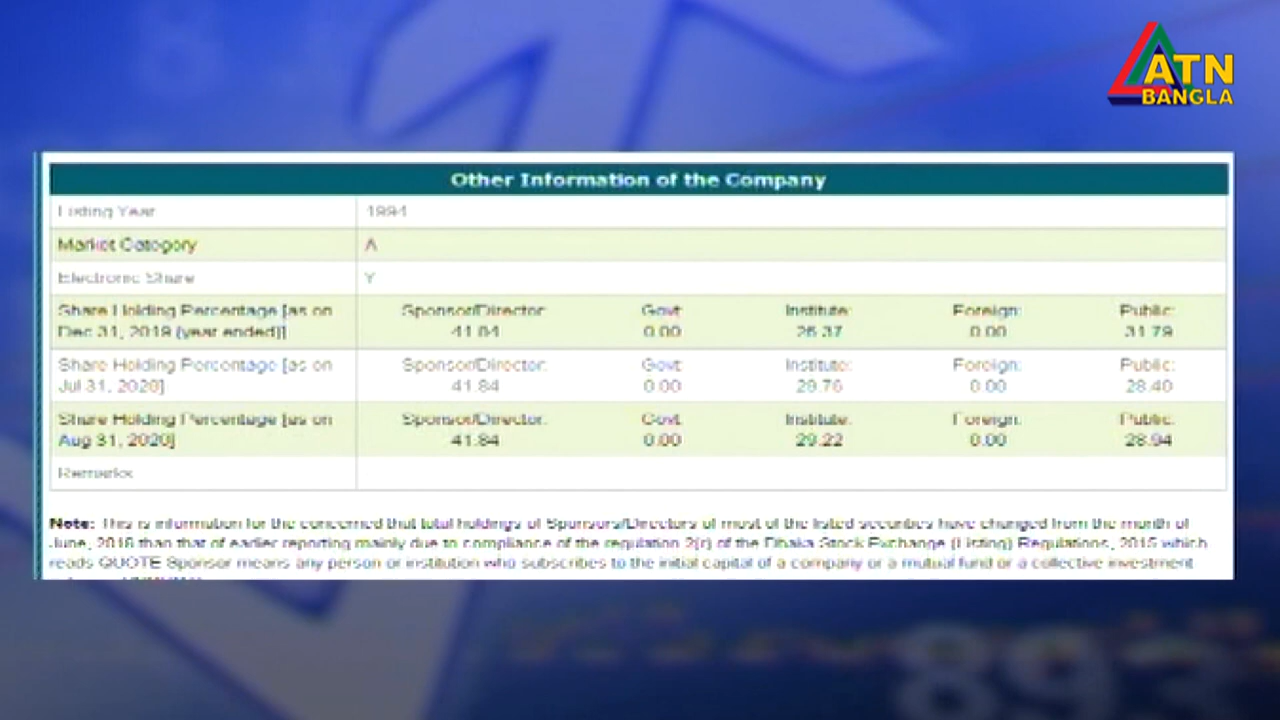 ATN
BANGLA
Other Information of the Company
Listing Year 1994
Market Category A
Electronic Share Y
Share Holding Percentage [as on Sponsor/Director: Govt: Institute: Foreign: Public:
Dec 31, 2019 (year ended)] 41.84 0.00 26.37 0.00 31.79
Share Holding Percentage [as on Sponsor/Director: Govt: Institute: Foreign: Public:
Jul 31, 2020] 41.84 0.00 29.76 0.00 28.40
Share Holding Percentage [as on Sponsor/Director: Govt: Institute: Foreign: Public:
Aug 31, 2020] 41.84 0.00 29.22 0.00 28.94
Remarks
Note: This is information for the concerned that total holdings of Sponsors/Directors of most of the listed securities have changed from the month of
June, 2016 than that of earlier reporting mainly due to compliance of the regulation 2(r) of the Dhaka Stock Exchange (Listing) Regulations, 2015 which
reads QUOTE Sponsor means any person or institution who subscribes to the initial capital of a company or a mutual fund or a collective investment
893